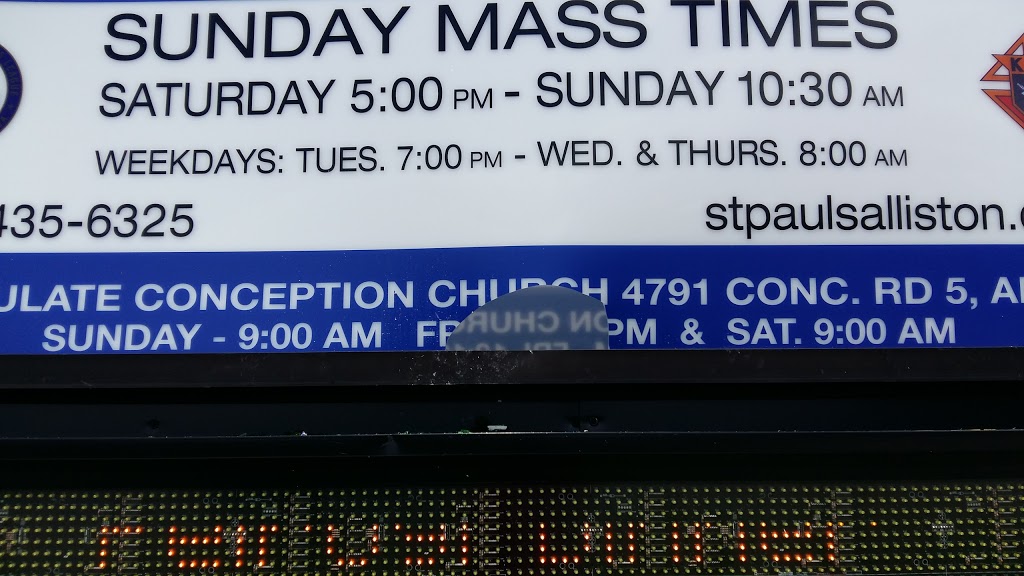 SUNDAY MASS TIMES
SATURDAY 5:00 PM - SUNDAY 10:30 AM
WEEKDAYS: TUES. 7:00 PM - WED. & THURS. 8:00 AM
435-6325 stpaulsalliston.
ULATE CONCEPTION CHURCH 4791 CONC. RD 5, A
SUNDAY - 9:00 AM FR PM & SAT. 9:00 AM